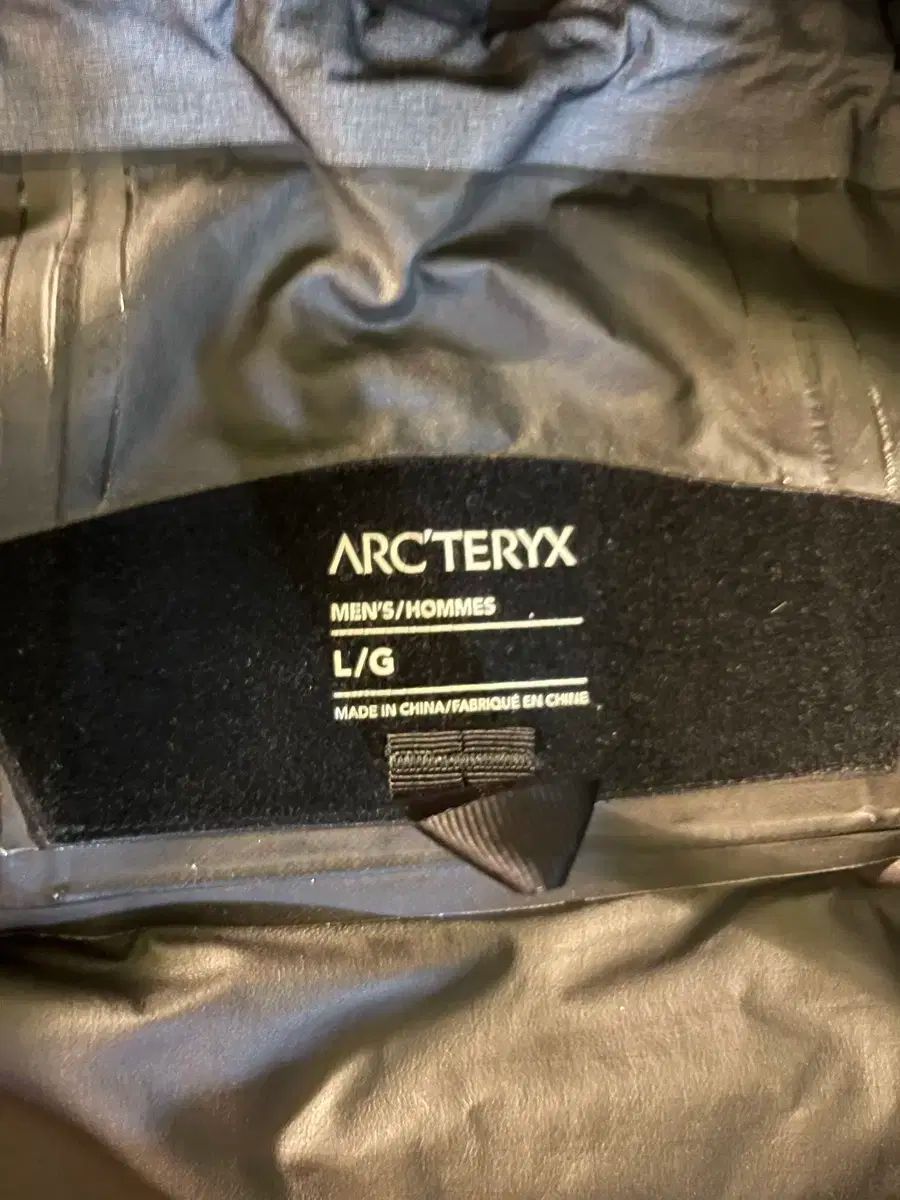 ARC'TERYX
MEN'S/HOMMES
L/G
MADE IN CHINA/FABRIQUÉ EN CHINE